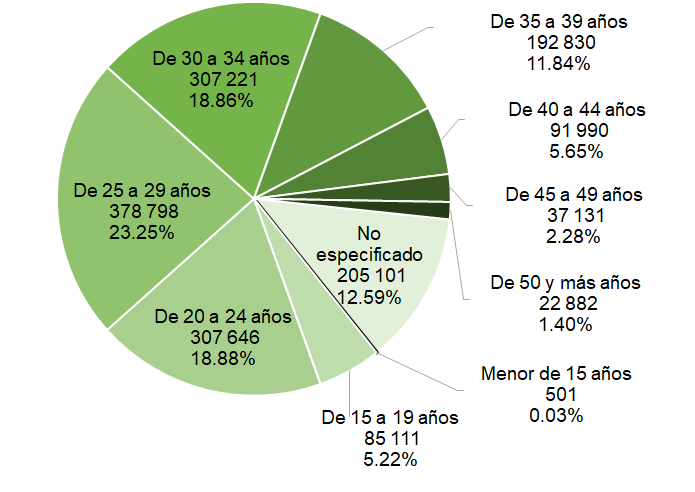 De 35 a 39 años
192 830
11.84%
De 30 a 34 años
307 221
18.86%
De 40 a 44 años
91 990
5.65%
De 25 a 29 años
378 798
23.25%
De 45 a 49 años
37 131
2.28%
No
especificado
205 101
12.59%
De 50 y más años
22 882
1.40%
De 20 a 24 años
307 646
18.88%
Menor de 15 años
501
0.03%
De 15 a 19 años
85 111
5.22%